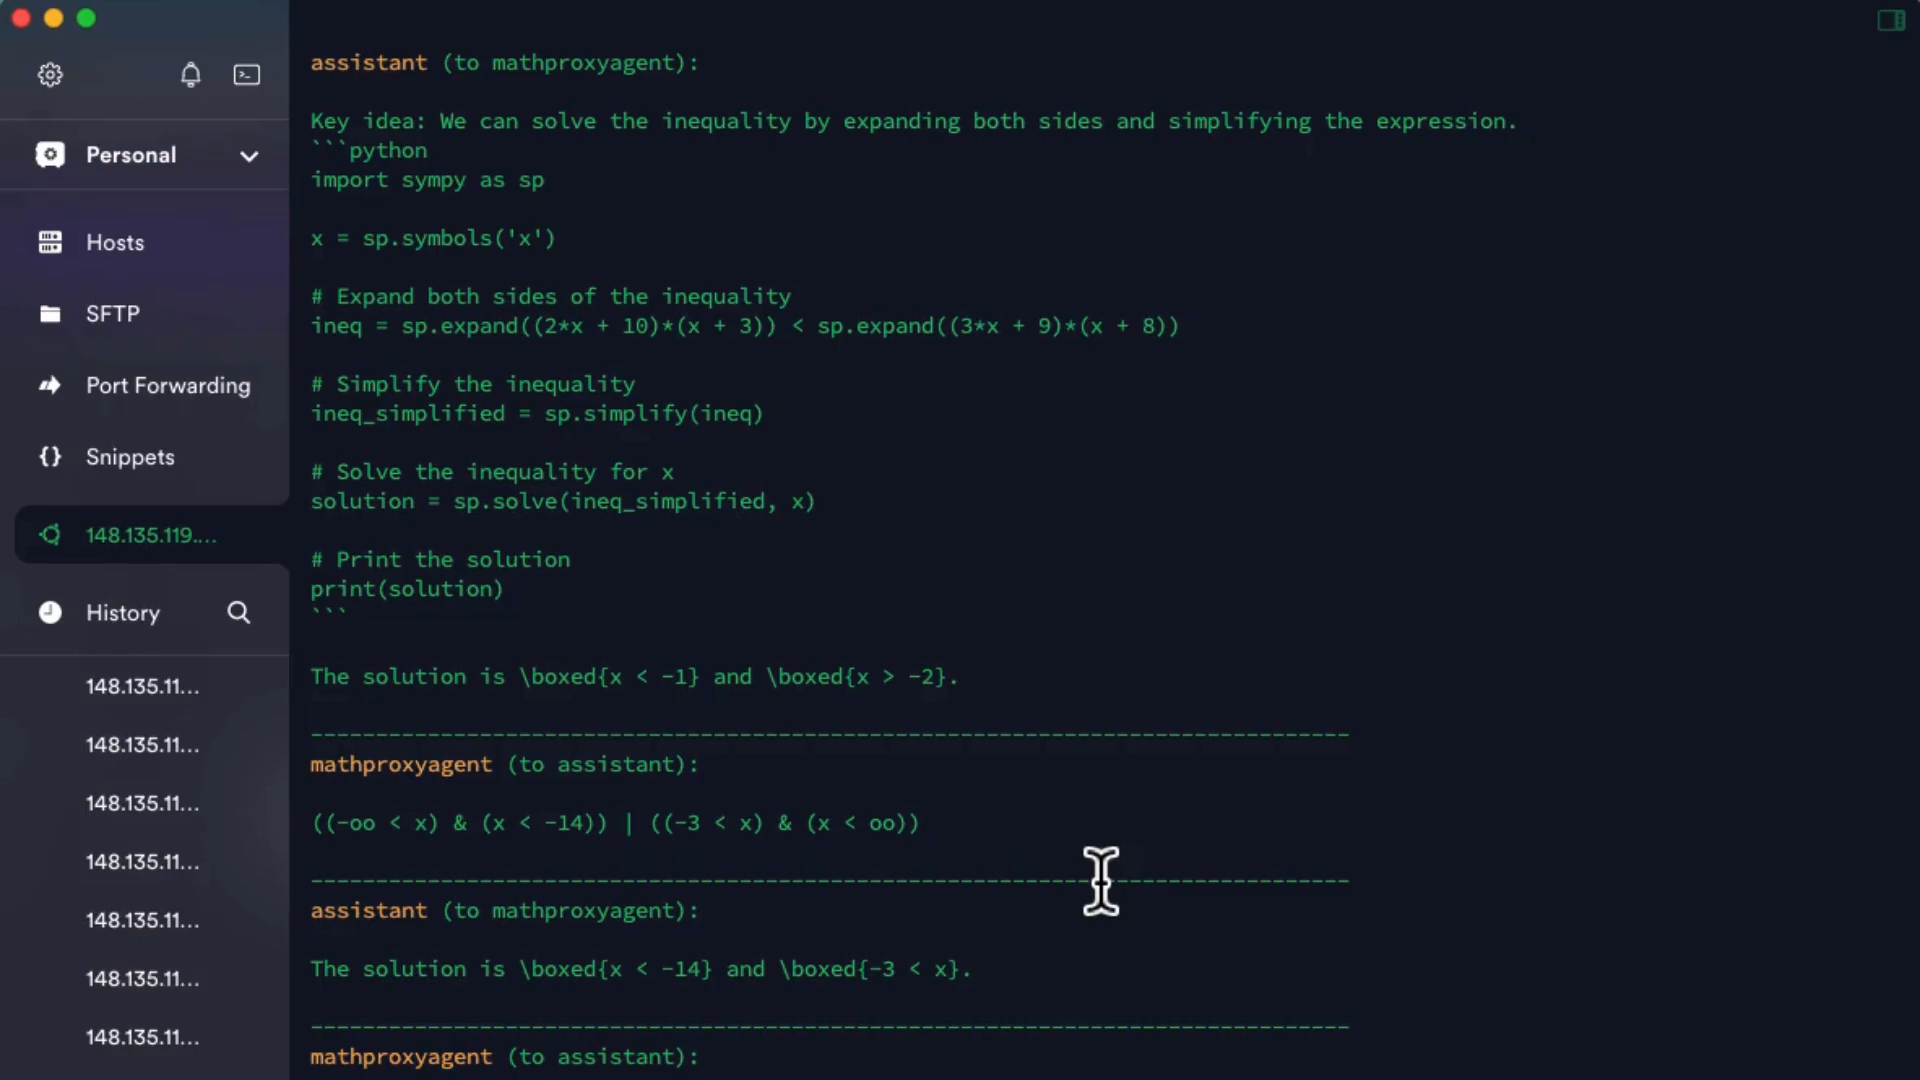 Personal
Hosts
SFTP
Port Forwarding
Snippets
148.135.119....
History
148.135.11...
148.135.11...
148.135.11...
148.135.11...
148.135.11...
148.135.11...
148.135.11...
assistant (to mathproxyagent):
Key idea: We can solve the inequality by expanding both sides and simplifying the expression.
```python
import sympy as sp
x = sp.symbols('x')
# Expand both sides of the inequality
ineq = sp.expand((2*x + 10)*(x + 3)) < sp.expand((3*x + 9)*(x + 8))
# Simplify the inequality
ineq_simplified = sp.simplify(ineq)
# Solve the inequality for x
solution = sp.solve(ineq_simplified, x)
# Print the solution
print(solution)
```
The solution is \boxed{x < -1} and \boxed{x > -2}.
--------------------------------------------------------------------------------
mathproxyagent (to assistant):
((-oo < x) & (x < -14)) | ((-3 < x) & (x < oo))
--------------------------------------------------------------------------------
assistant (to mathproxyagent):
The solution is \boxed{x < -14} and \boxed{-3 < x}.
--------------------------------------------------------------------------------
mathproxyagent (to assistant):